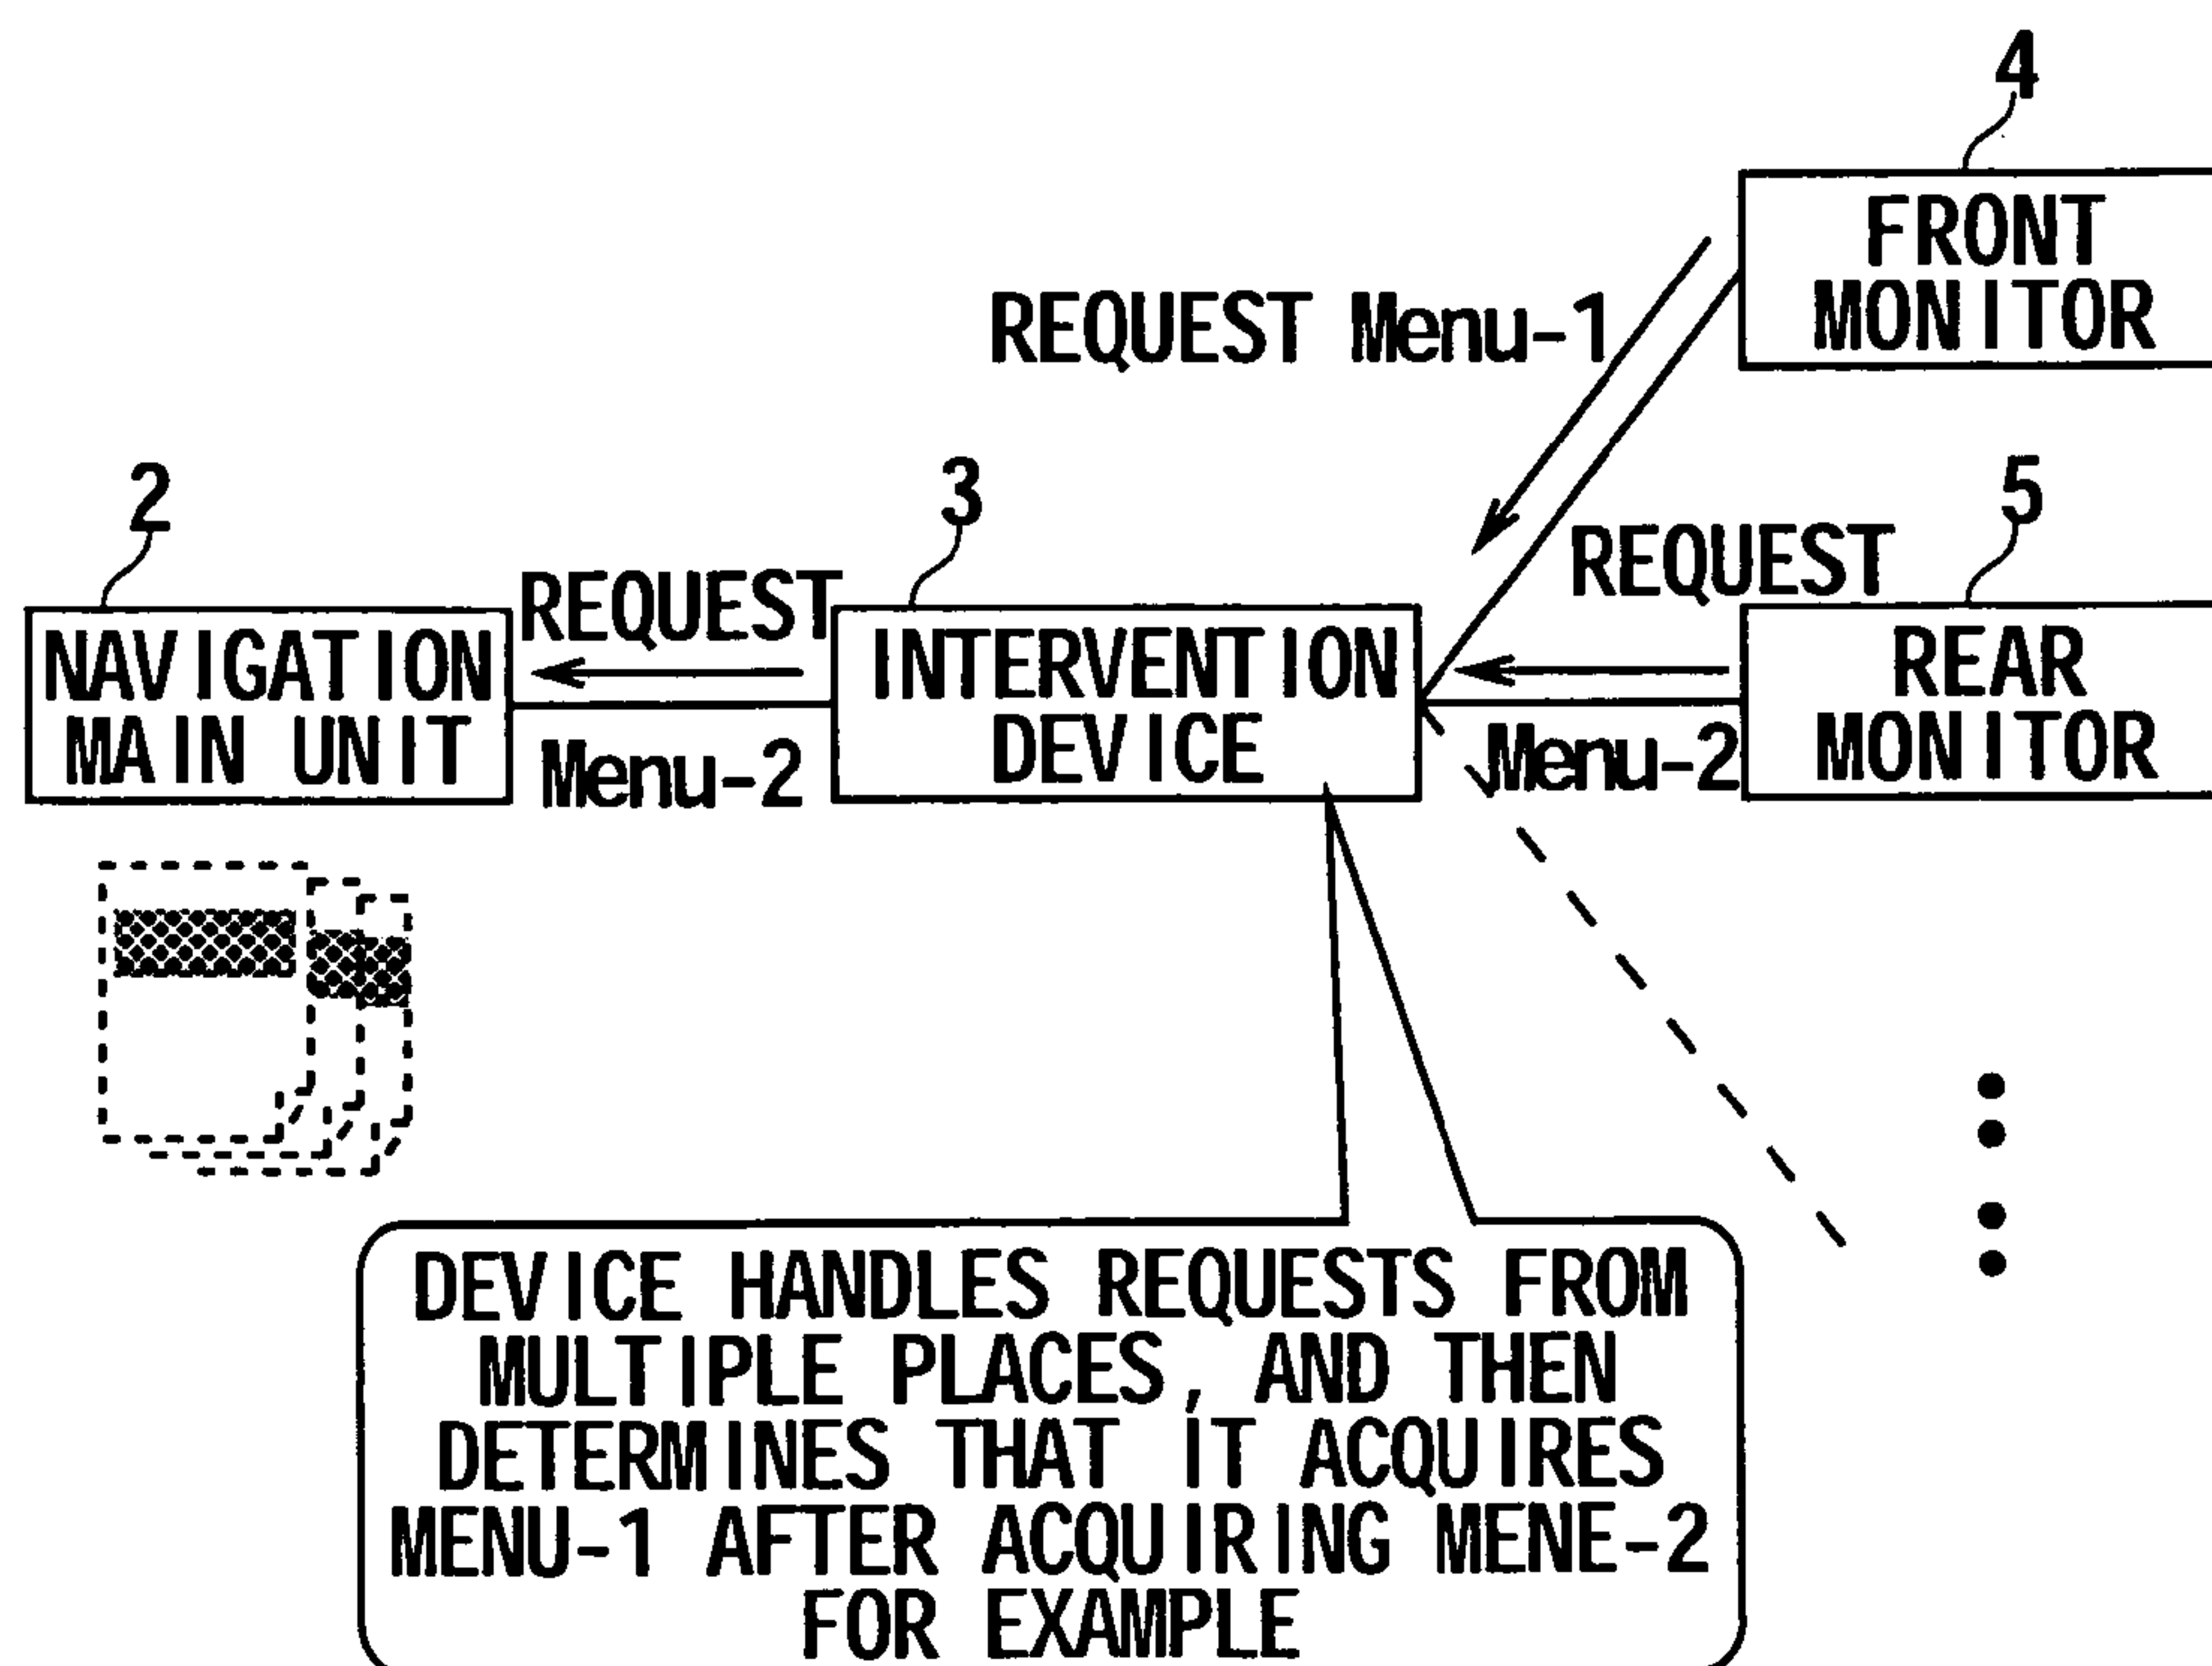 4
FRONT
MONITOR
REQUEST Menu-1
2
3
5
REQUEST
REQUEST
NAVIGATION
MAIN UNIT
INTERVENTION
DEVICE
REAR
MONITOR
Menu-2
Menu-2
DEVICE HANDLES REQUESTS FROM
MULTIPLE PLACES, AND THEN
DETERMINES THAT IT ACQUIRES
MENU-1 AFTER ACQUIRING MENE-2
FOR EXAMPLE